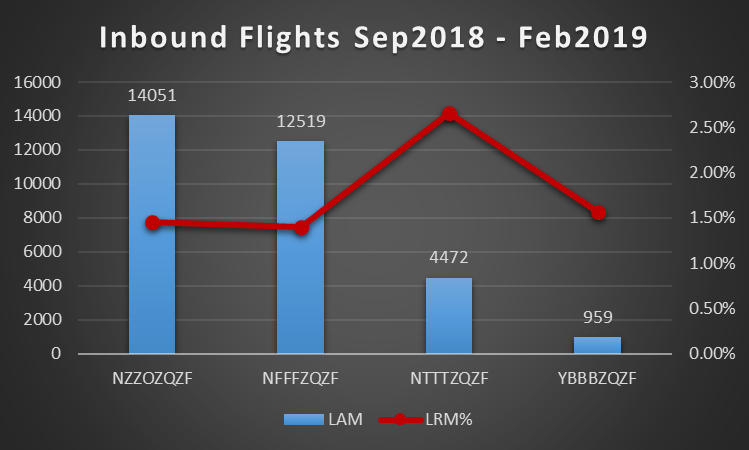 Inbound Flights Sep2018 - Feb2019
16000
14000
12000
10000
8000
6000
4000
2000
0
3.00%
2.50%
2.00%
1.50%
1.00%
0.50%
0.00%
14051
12519
4472
959
NZZOZQZF
NFFFZQZF
NTTTZQZF
YBBBZQZF
LAM
LRM%